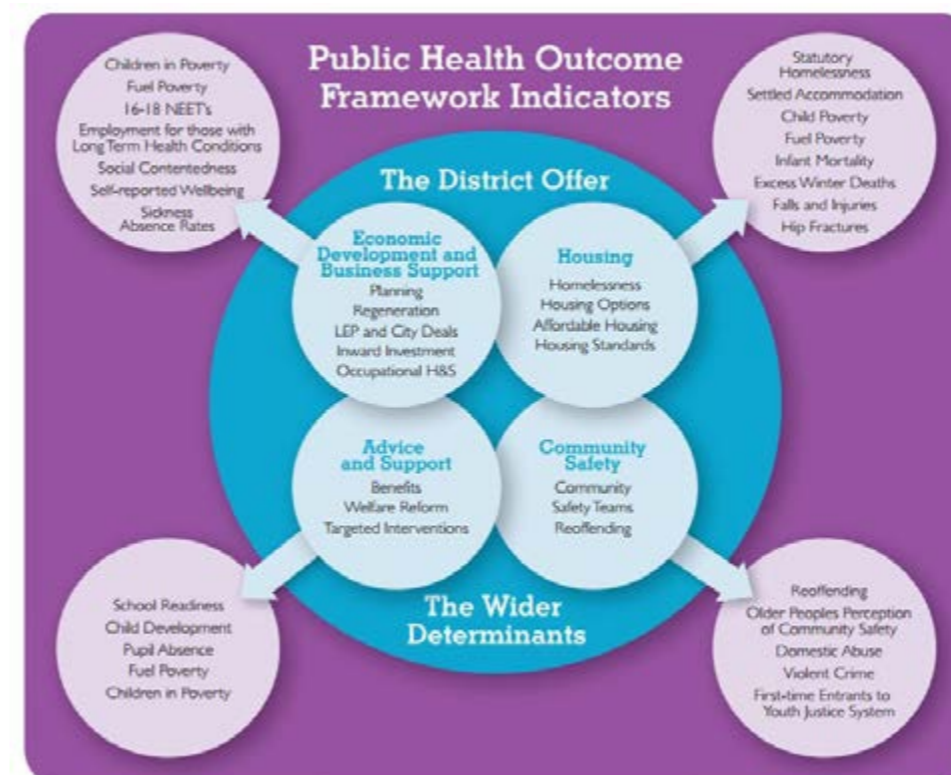 Public Health Outcome
Framework Indicators
Children in Poverty
Fuel Poverty
16-18 NEET's
Employment for those with
Long Term Health Conditions
Social Contentedness
Self-reported Wellbeing
Sickness
Absence Rates
Statutory
Homelessness
Settled Accommodation
Child Poverty
Fuel Poverty
Infant Mortality
Excess Winter Deaths
Falls and Injuries
Hip Fractures
The District Offer
Economic
Development and
Business Support
Planning
Regeneration
LEP and City Deals
Inward Investment
Occupational H&S
Housing
Homelessness
Housing Options
Affordable Housing
Housing Standards
Advice
and Support
Benefits
Welfare Reform
Targeted Interventions
Community
Safety
Community
Safety Teams
Reoffending
The Wider
Determinants
School Readiness
Child Development
Pupil Absence
Fuel Poverty
Children in Poverty
Reoffending
Older Peoples Perception
of Community Safety
Domestic Abuse
Violent Crime
First-time Entrants to
Youth Justice System